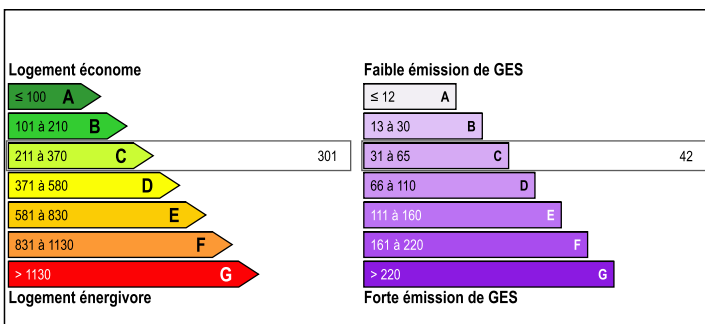 Logement économe
≤ 100 A
101 à 210 B
211 à 370 C 301
371 à 580 D
581 à 830 E
831 à 1130 F
> 1130 G
Logement énergivore
Faible émission de GES
≤ 12 A
13 à 30 B
31 à 65 C 42
66 à 110 D
111 à 160 E
161 à 220 F
> 220 G
Forte émission de GES